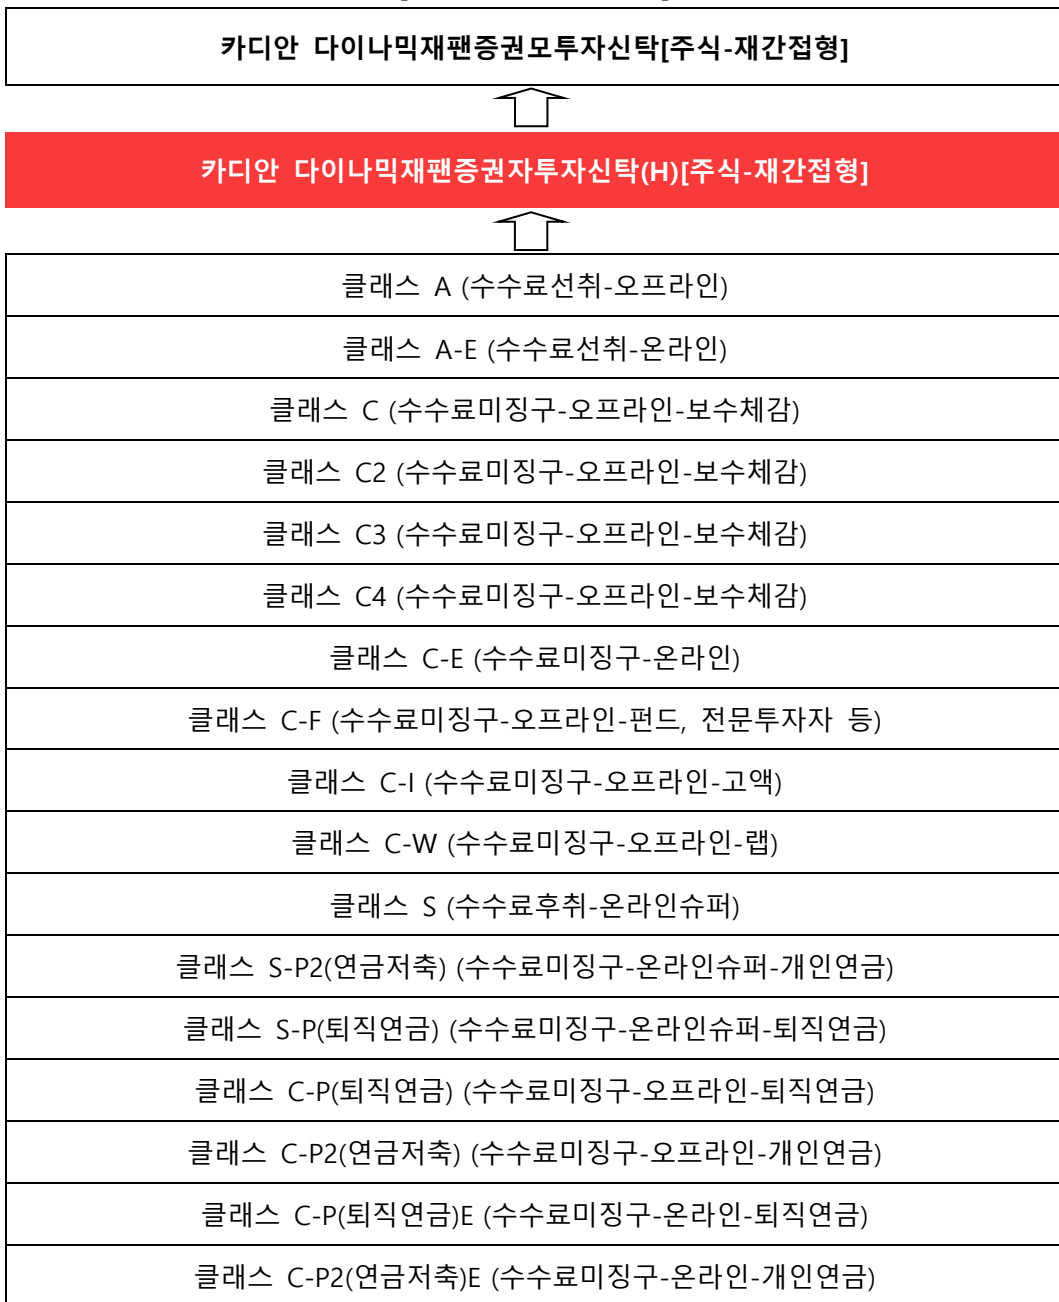 카디안 다이나믹재팬증권모투자신탁[주식-재간접형]
카디안 다이나믹재팬증권자투자신탁(H)[주식-재간접형]
클래스 A (수수료선취-오프라인)
클래스 A-E (수수료선취-온라인)
클래스 C (수수료미징구-오프라인-보수체감)
클래스 C2 (수수료미징구-오프라인-보수체감)
클래스 C3 (수수료미징구-오프라인-보수체감)
클래스 C4 (수수료미징구-오프라인-보수체감)
클래스 C-E (수수료미징구-온라인)
클래스 C-F (수수료미징구-오프라인-펀드, 전문투자자 등)
클래스 C-I (수수료미징구-오프라인-고액)
클래스 C-W (수수료미징구-오프라인-랩)
클래스 S (수수료후취-온라인슈퍼)
클래스 S-P2(연금저축) (수수료미징구-온라인슈퍼-개인연금)
클래스 S-P(퇴직연금) (수수료미징구-온라인슈퍼-퇴직연금)
클래스 C-P(퇴직연금) (수수료미징구-오프라인-퇴직연금)
클래스 C-P2(연금저축) (수수료미징구-오프라인-개인연금)
클래스 C-P(퇴직연금)E (수수료미징구-온라인-퇴직연금)
클래스 C-P2(연금저축)E (수수료미징구-온라인-개인연금)